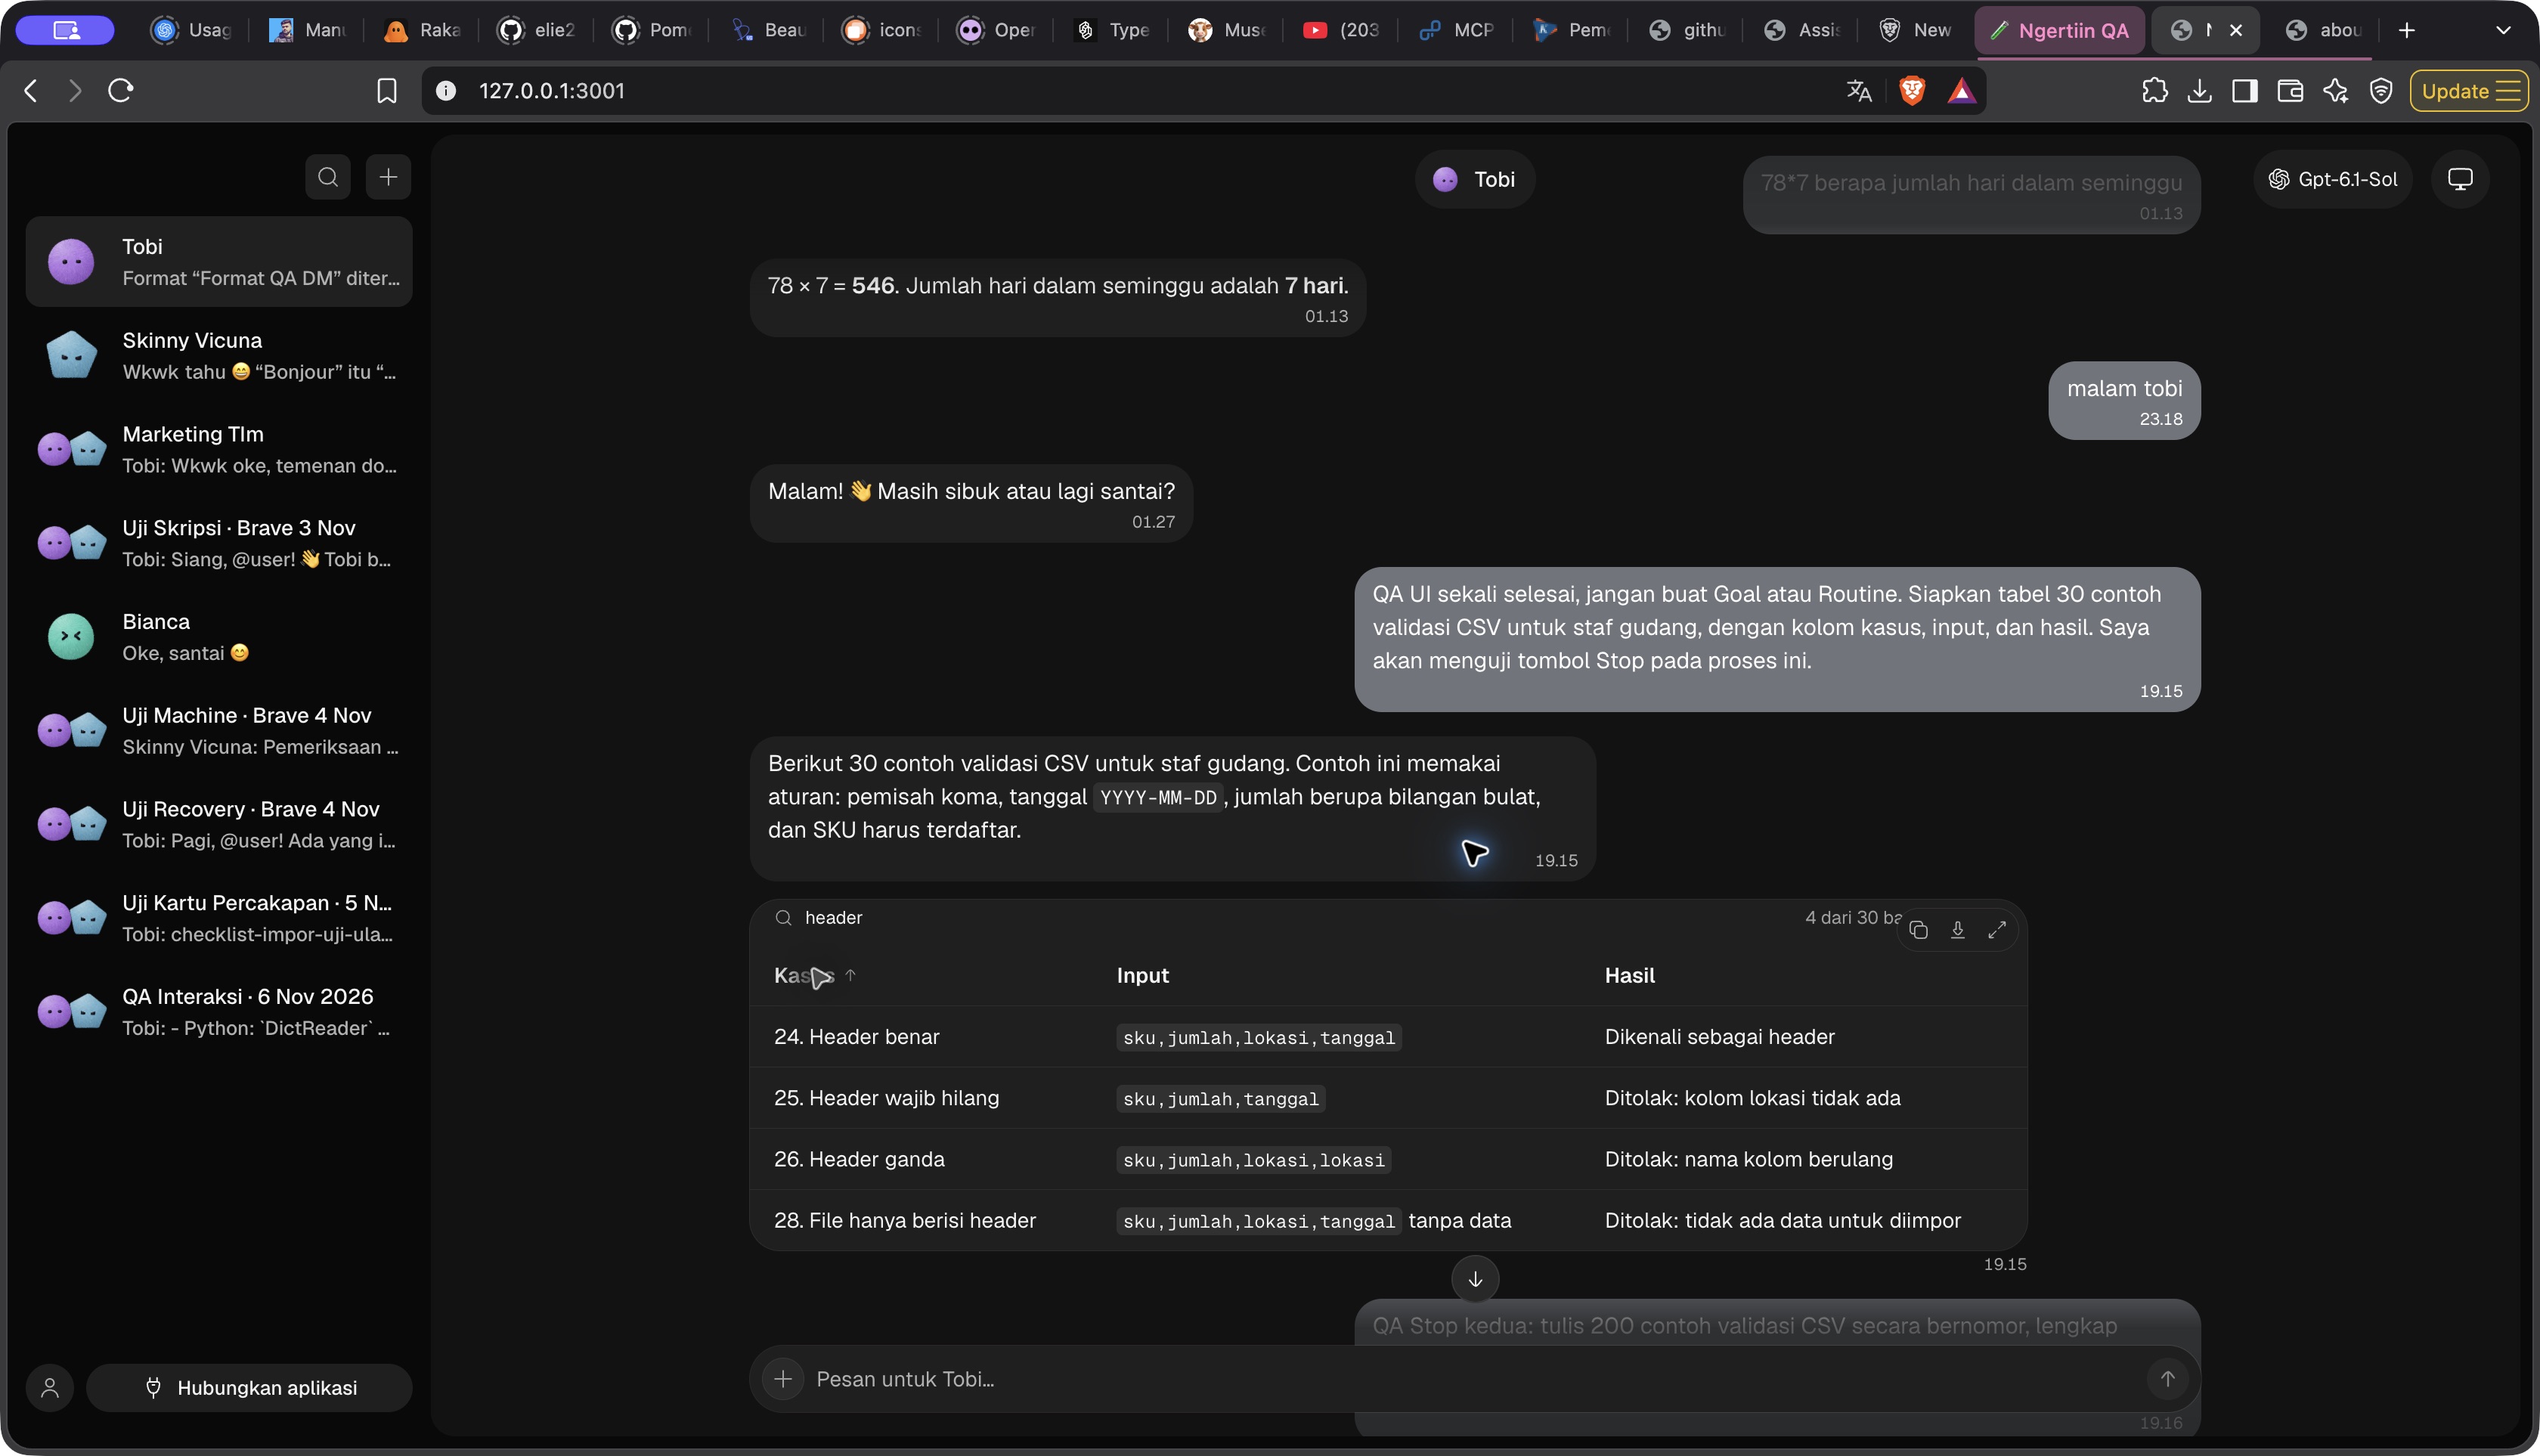 Usag
Manu
Raka
elie2
Pom
Beau
icon
Oper
Type
Muse
(203
MCP
Peme
githu
Assis
New
Ngertiin QA
abou
127.0.0.1:3001
Update
Tobi
Format “Format QA DM” diter...
Skinny Vicuna
Wkwk tahu 😄 “Bonjour” itu “...
Marketing TIm
Tobi: Wkwk oke, temenan do...
Uji Skripsi · Brave 3 Nov
Tobi: Siang, @user! 👋 Tobi b...
Bianca
Oke, santai 😊
Uji Machine · Brave 4 Nov
Skinny Vicuna: Pemeriksaan ...
Uji Recovery · Brave 4 Nov
Tobi: Pagi, @user! Ada yang i...
Uji Kartu Percakapan · 5 N...
Tobi: checklist-impor-uji-ula...
QA Interaksi · 6 Nov 2026
Tobi: - Python: `DictReader` ...
Hubungkan aplikasi
Tobi
Gpt-6.1-Sol
78*7 berapa jumlah hari dalam seminggu
01.13
78 × 7 = 546. Jumlah hari dalam seminggu adalah 7 hari.
01.13
malam tobi
23.18
Malam! 👋 Masih sibuk atau lagi santai?
01.27
QA UI sekali selesai, jangan buat Goal atau Routine. Siapkan tabel 30 contoh
validasi CSV untuk staf gudang, dengan kolom kasus, input, dan hasil. Saya
akan menguji tombol Stop pada proses ini.
19.15
Berikut 30 contoh validasi CSV untuk staf gudang. Contoh ini memakai
aturan: pemisah koma, tanggal YYYY-MM-DD, jumlah berupa bilangan bulat,
dan SKU harus terdaftar.
19.15
header
4 dari 30 ba
Kasus ↑ Input Hasil
24. Header benar sku,jumlah,lokasi,tanggal Dikenali sebagai header
25. Header wajib hilang sku,jumlah,tanggal Ditolak: kolom lokasi tidak ada
26. Header ganda sku,jumlah,lokasi,lokasi Ditolak: nama kolom berulang
28. File hanya berisi header sku,jumlah,lokasi,tanggal tanpa data Ditolak: tidak ada data untuk diimpor
19.15
QA Stop kedua: tulis 200 contoh validasi CSV secara bernomor, lengkap
Pesan untuk Tobi...
19.16